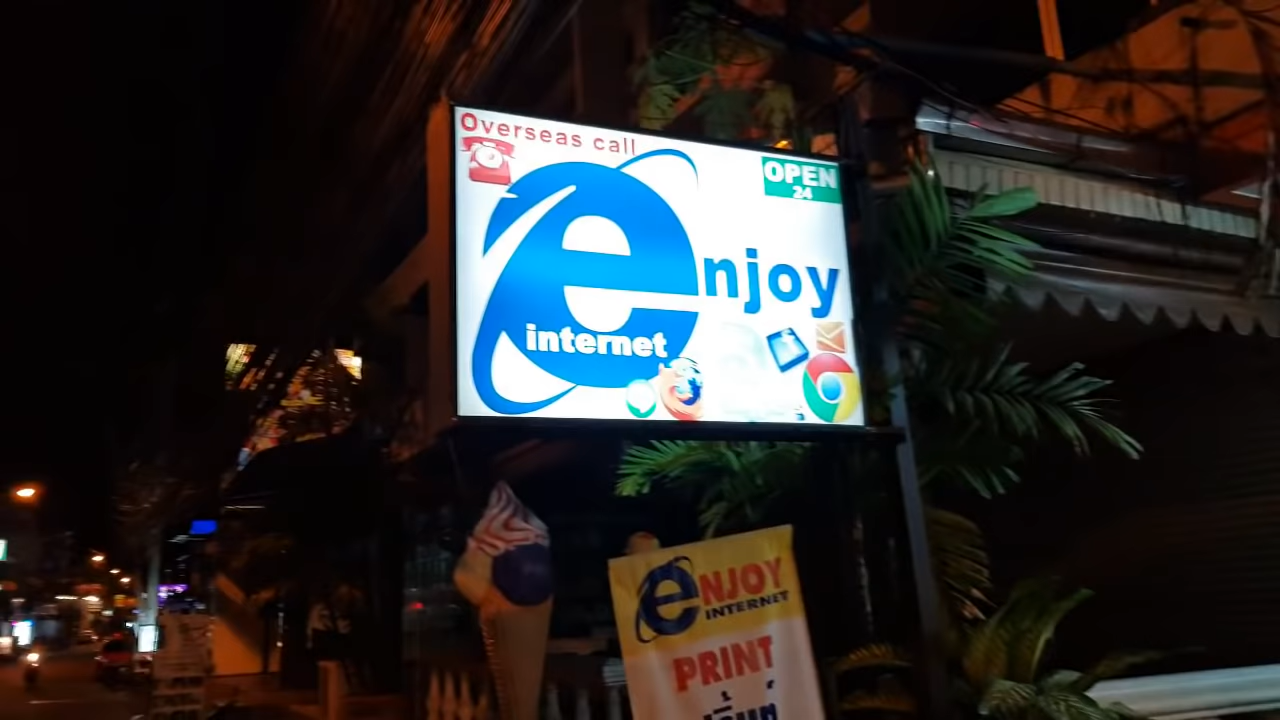 Overseas call
OPEN
24
enjoy
internet
eNJOY
INTERNET
PRINT